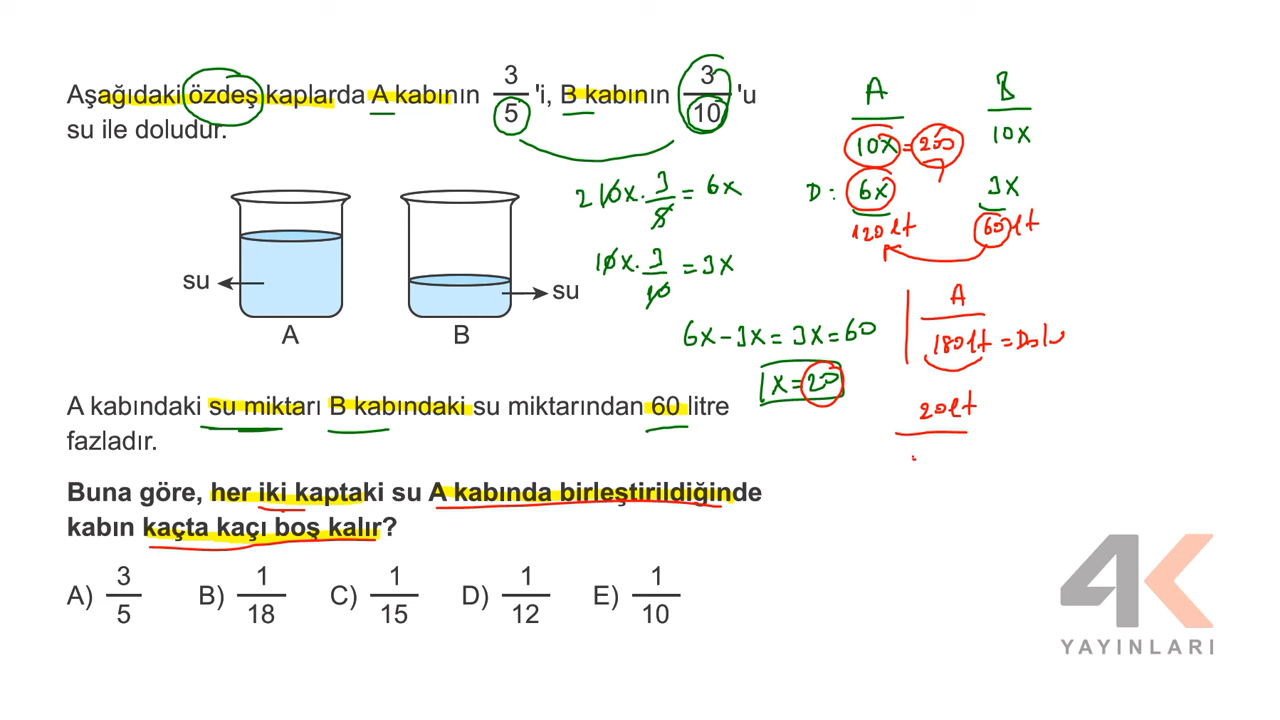 Aşağıdaki özdeş kaplarda A kabının 3/5 'i, B kabının 3/10 'u
su ile doludur.
su
A
su
B
A kabındaki su miktarı B kabındaki su miktarından 60 litre
fazladır.
Buna göre, her iki kaptaki su A kabında birleştirildiğinde
kabın kaçta kaçı boş kalır?
A) 3/5 B) 1/18 C) 1/15 D) 1/12 E) 1/10
2 10x · 3/5 = 6x
10x · 3/10 = 3x
6x - 3x = 3x = 60
x = 20
A B
10x = 200 10x
D: 6x 3x
120 lt 60 lt
A
180 lt = Dolu
20 lt
4K
YAYINLARI